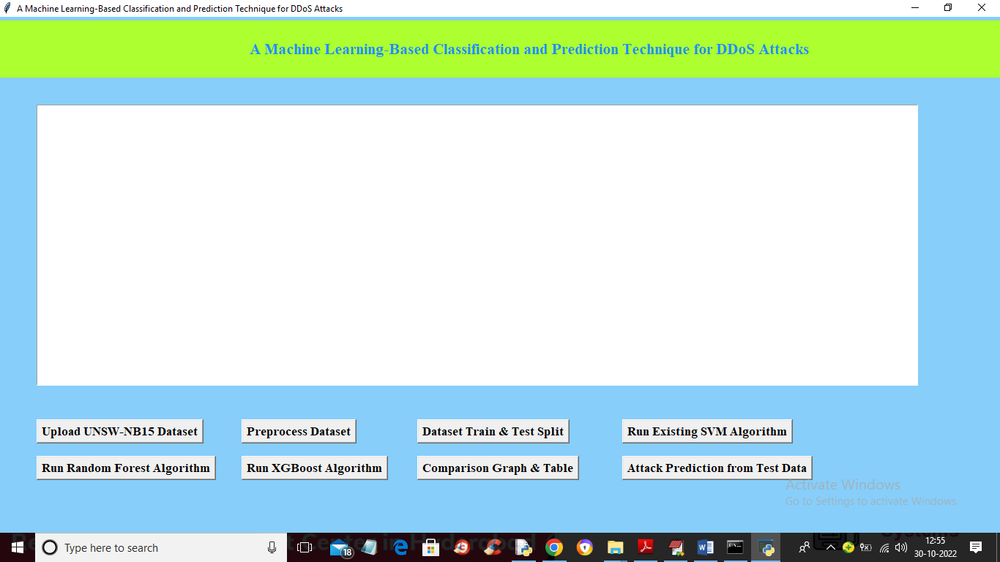 A Machine Learning-Based Classification and Prediction Technique for DDoS Attacks
A Machine Learning-Based Classification and Prediction Technique for DDoS Attacks
Upload UNSW-NB15 Dataset
Preprocess Dataset
Dataset Train & Test Split
Run Existing SVM Algorithm
Run Random Forest Algorithm
Run XGBoost Algorithm
Comparison Graph & Table
Attack Prediction from Test Data
Activate Windows
Go to Settings to activate Windows.
Type here to search
18
12:55
30-10-2022